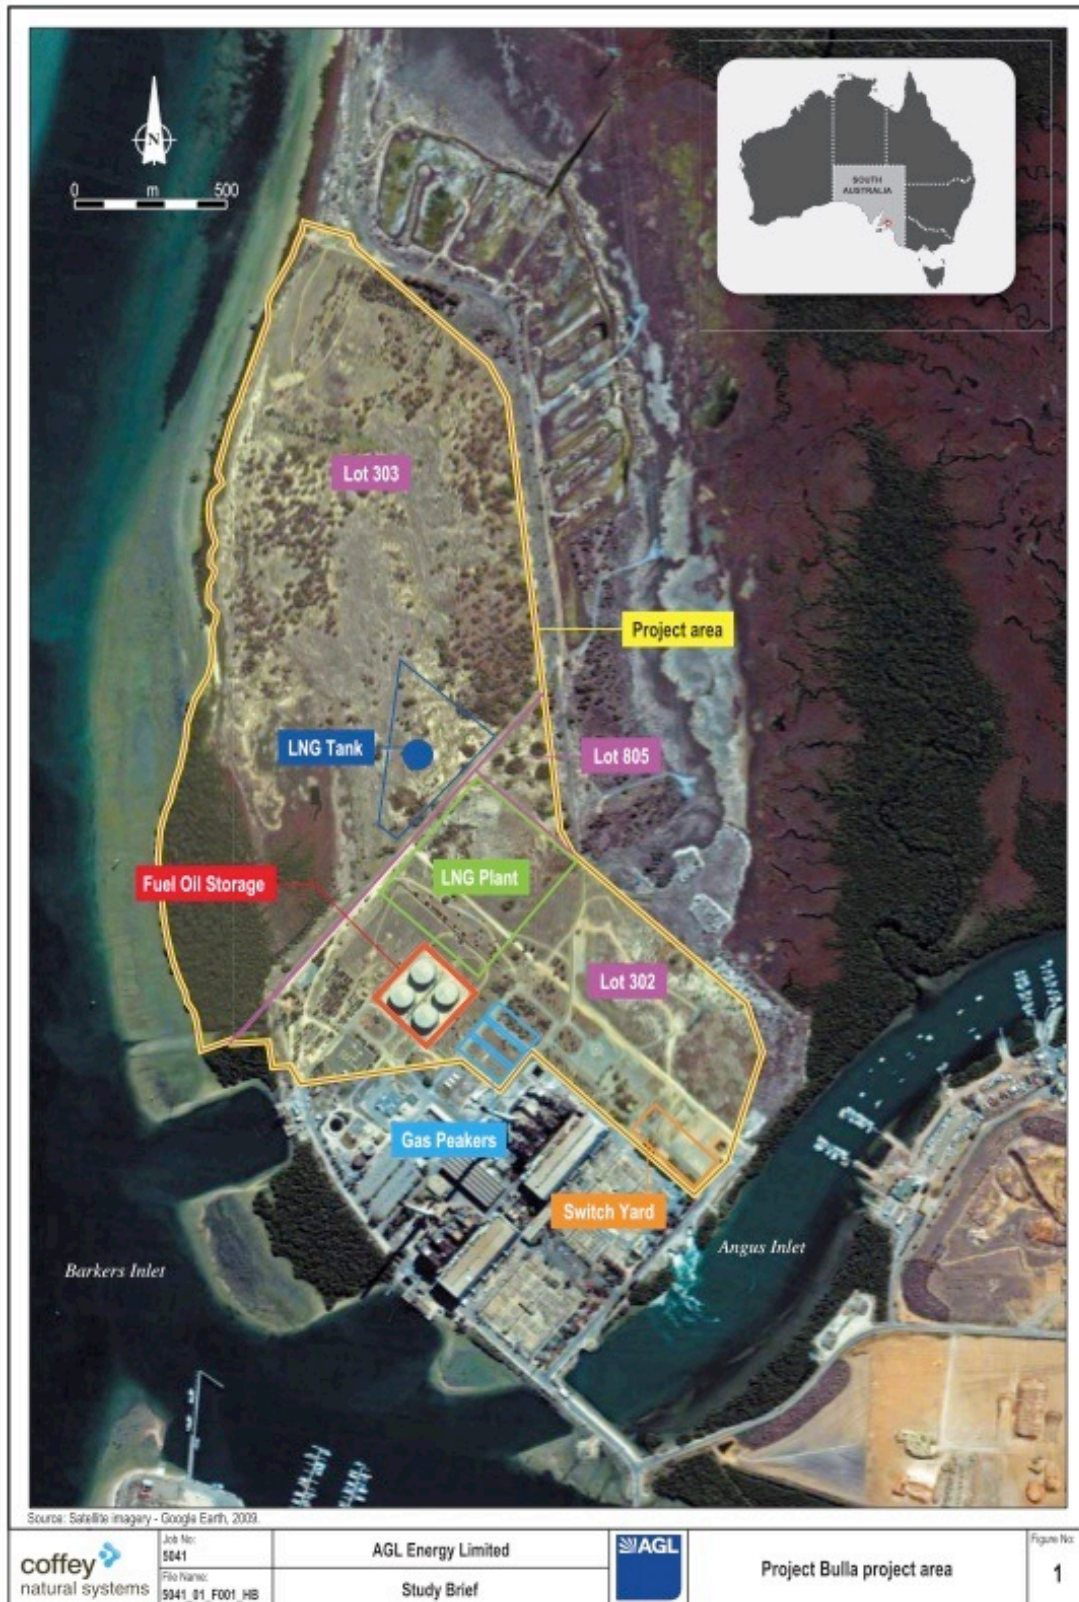 N
0 m 500
SOUTH
AUSTRALIA
Lot 303
Project area
LNG Tank
Lot 805
Fuel Oil Storage
LNG Plant
Lot 302
Gas Peakers
Switch Yard
Angus Inlet
Barkers Inlet
Source: Satellite imagery - Google Earth, 2009.
coffey
natural systems
Job No:
5041
File Name:
5041_01_F001_HB
AGL Energy Limited
Study Brief
AGL
Project Bulla project area
Figure No:
1